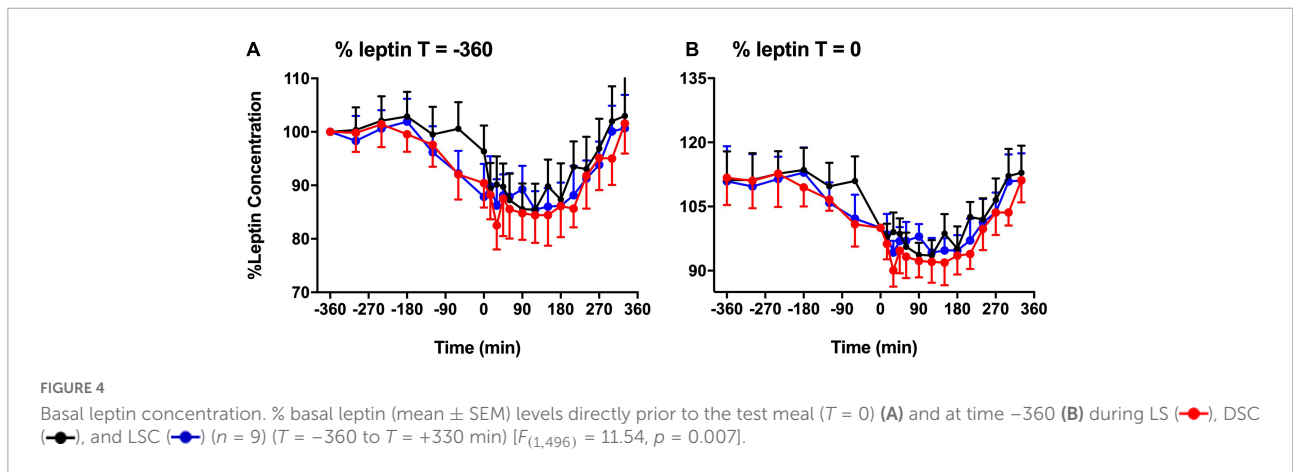 A % leptin T = -360
B % leptin T = 0
%Leptin Concentration
110
100
90
80
70
-360 -270 -180 -90 0 90 180 270 360
Time (min)
135
120
105
90
-360 -270 -180 -90 0 90 180 270 360
Time (min)
FIGURE 4
Basal leptin concentration. % basal leptin (mean ± SEM) levels directly prior to the test meal (T = 0) (A) and at time −360 (B) during LS (), DSC
(), and LSC () (n = 9) (T = −360 to T = +330 min) [F(1,496) = 11.54, p = 0.007].